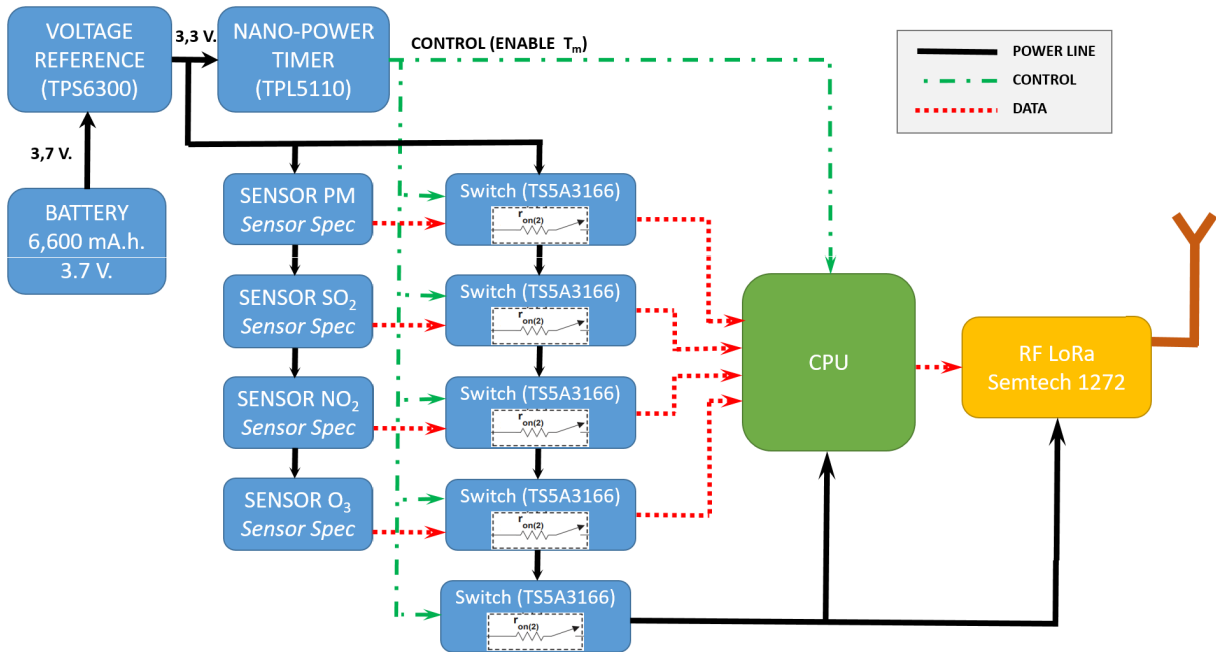 VOLTAGE
REFERENCE
(TPS6300)
3,3 V.
NANO-POWER
TIMER
(TPL5110)
CONTROL (ENABLE Tm)
POWER LINE
CONTROL
DATA
3,7 V.
BATTERY
6,600 mA.h.
3.7 V.
SENSOR PM
Sensor Spec
Switch (TS5A3166)
ron(2)
SENSOR SO2
Sensor Spec
Switch (TS5A3166)
ron(2)
SENSOR NO2
Sensor Spec
Switch (TS5A3166)
ron(2)
SENSOR O3
Sensor Spec
Switch (TS5A3166)
ron(2)
Switch (TS5A3166)
ron(2)
CPU
RF LoRa
Semtech 1272